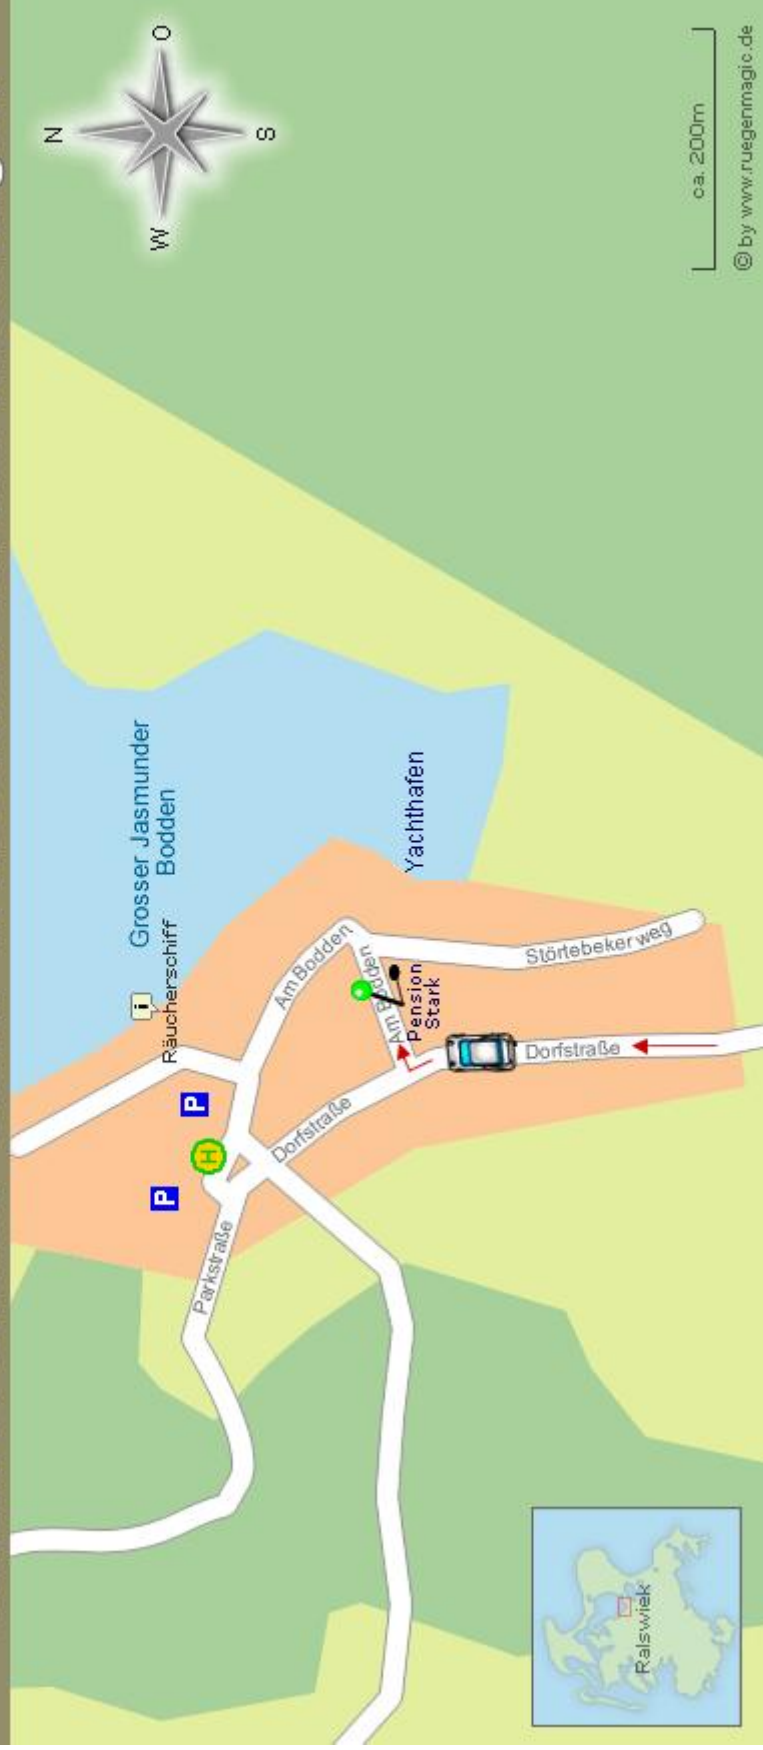 N
W
O
S
Grosser Jasmunder
Bodden
Räucherschiff
i
P
P
H
Parkstraße
Am Bodden
Dorfstraße
Am Bodden
Yachthafen
Pension
Stark
Störtebeker weg
Dorfstraße
Ralswiek
ca. 200m
© by www.ruegenmagic.de